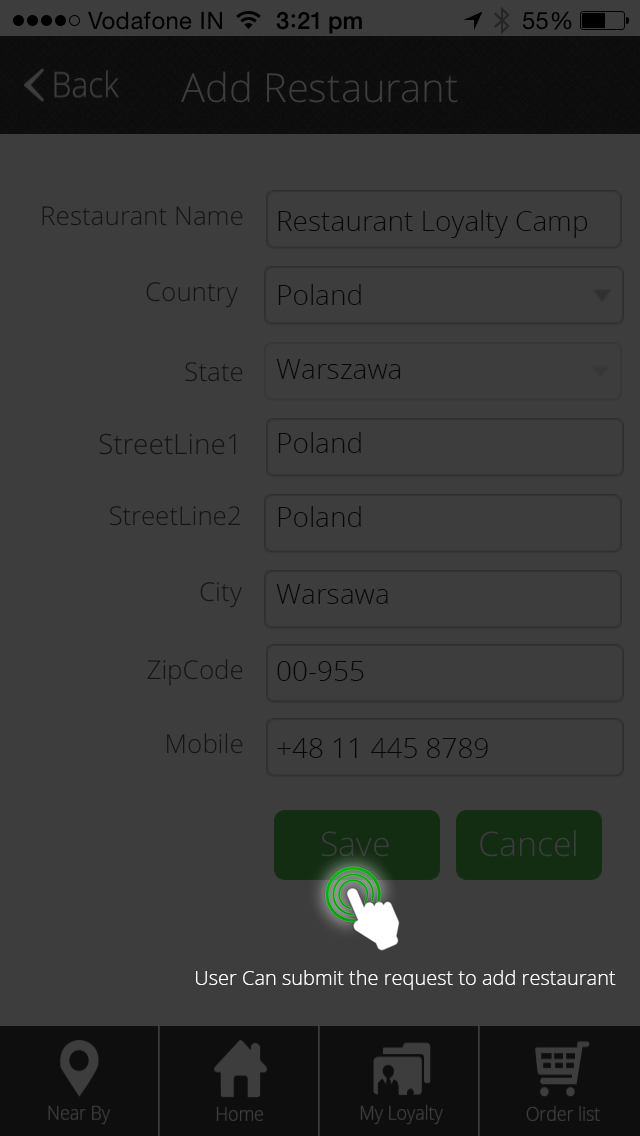 Vodafone IN 3:21 pm 55%
Back Add Restaurant
Restaurant Name Restaurant Loyalty Camp
Country Poland
State Warszawa
StreetLine1 Poland
StreetLine2 Poland
City Warsawa
ZipCode 00-955
Mobile +48 11 445 8789
Save Cancel
User Can submit the request to add restaurant
Near By Home My Loyalty Order list